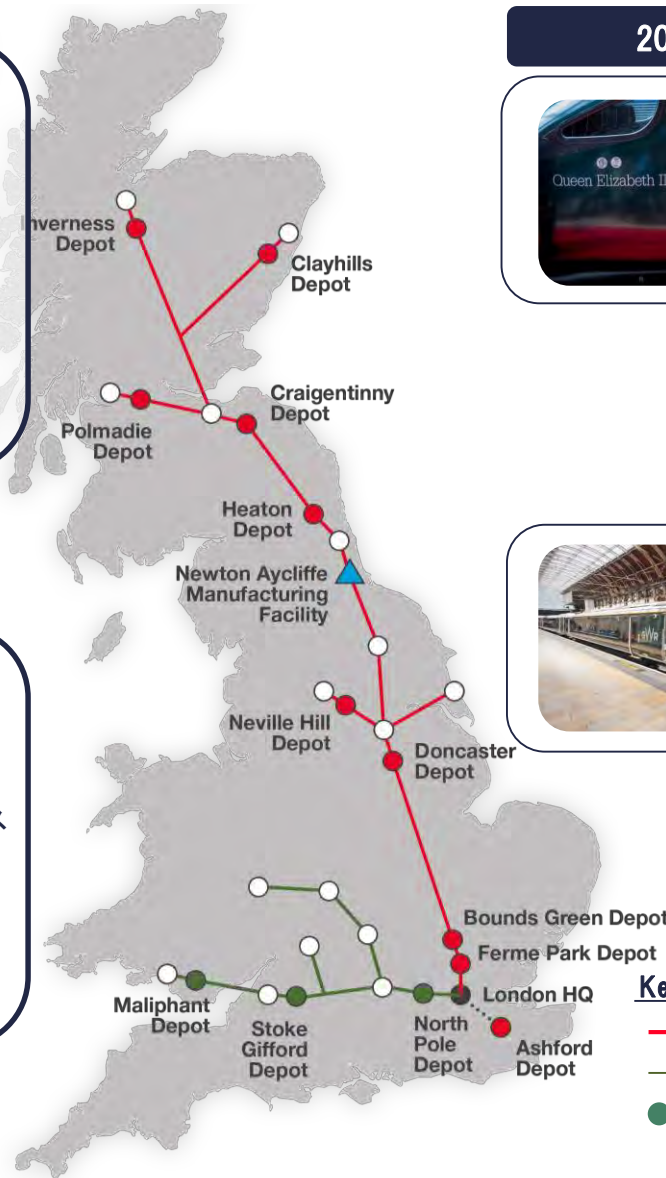 20
Queen Elizabeth II
Inverness
Depot
Clayhills
Depot
Craigentinny
Depot
Polmadie
Depot
Heaton
Depot
Newton Aycliffe
Manufacturing
Facility
Neville Hill
Depot
Doncaster
Depot
GWR
Bounds Green Depot
Ferme Park Depot
London HQ
Ke
Maliphant
Depot
Stoke
Gifford
Depot
North
Pole
Depot
Ashford
Depot